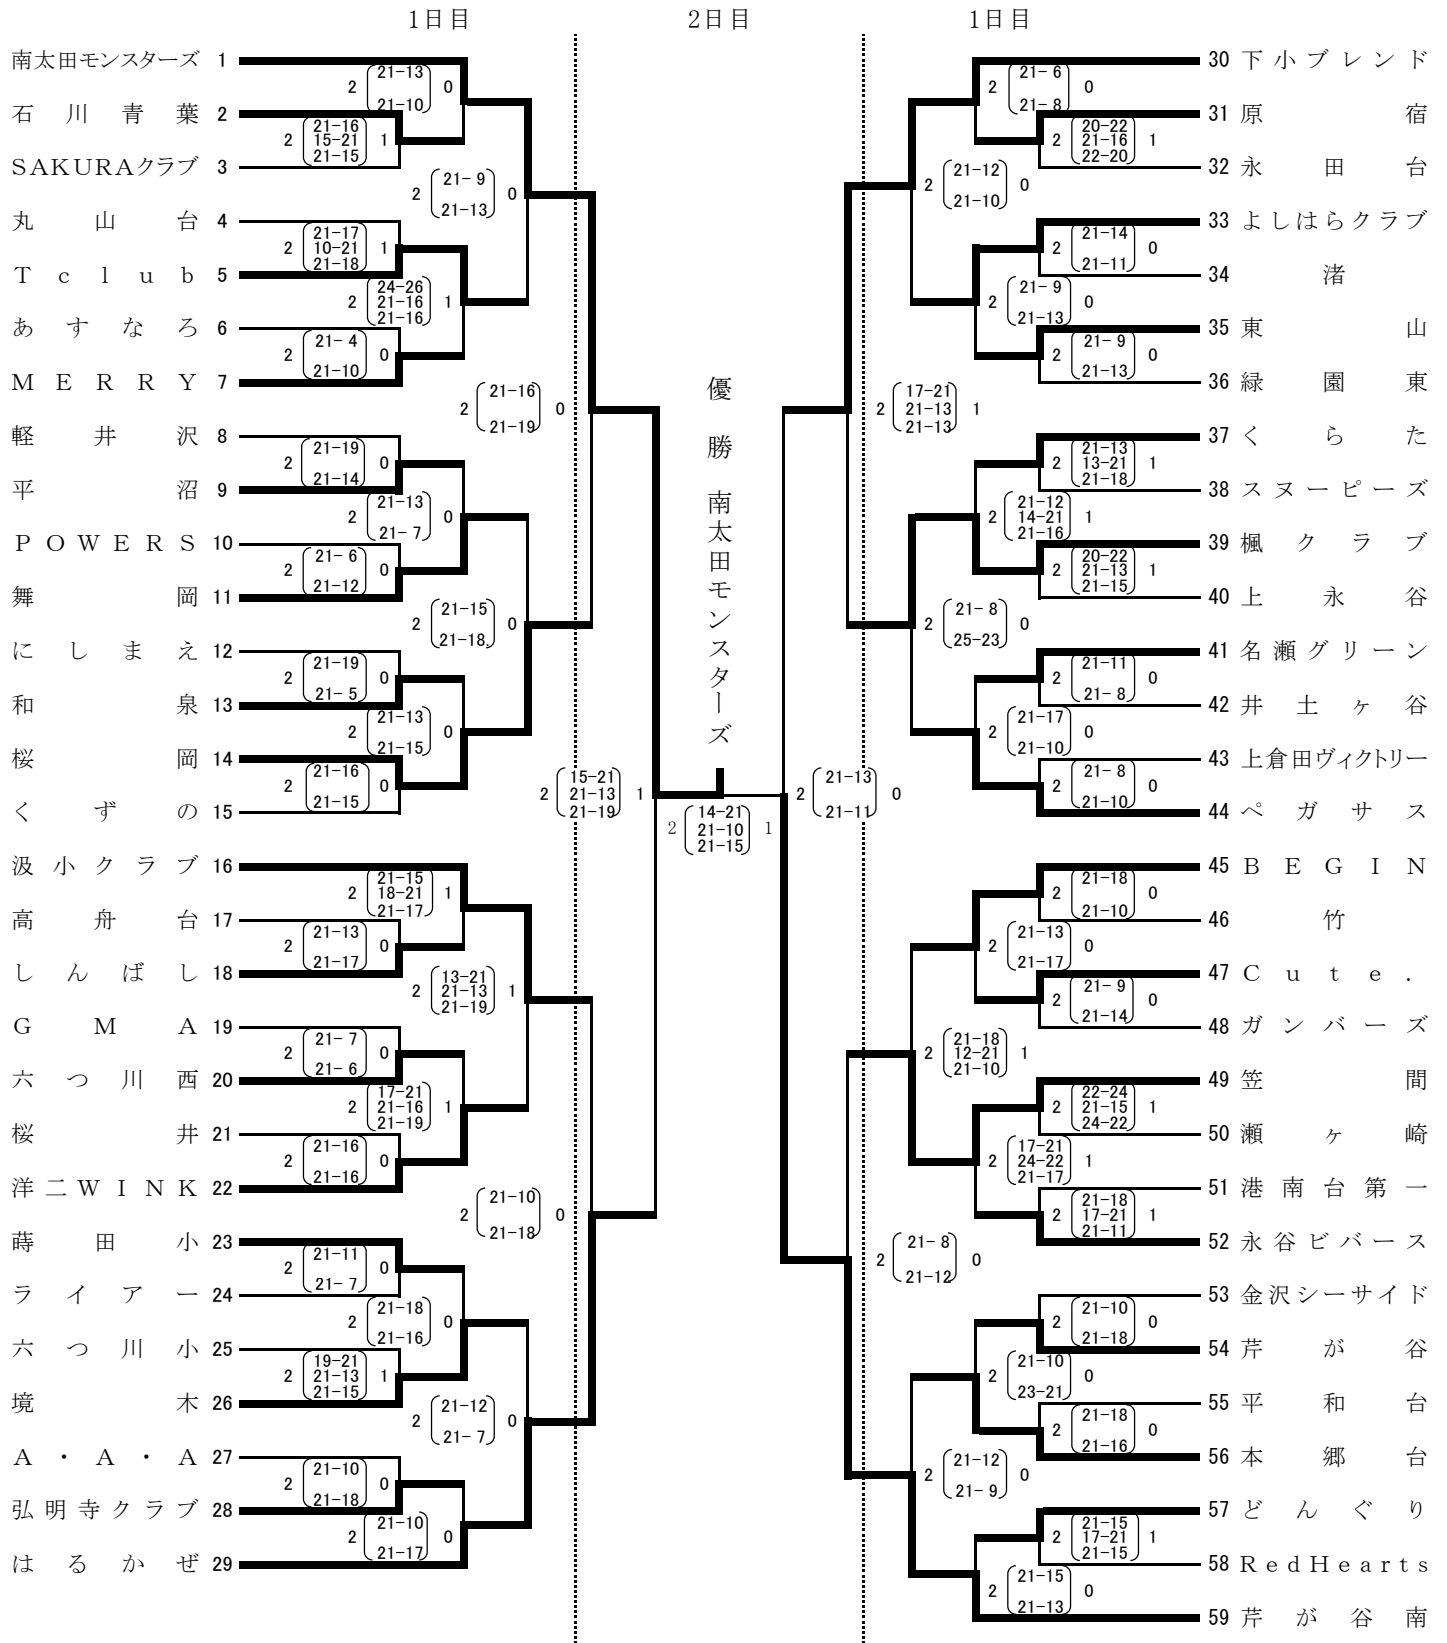 1日目 2日目 1日目
南太田モンスターズ 1
2 21-13 0
21-10
石川青葉 2
2 21-16 1
15-21
21-15
SAKURAクラブ 3
2 21- 9 0
21-13
丸山台 4
2 21-17 1
10-21
21-18
Tclub 5
2 24-26 1
21-16
21-16
あすなろ 6
2 21- 4 0
21-10
MERRY 7
2 21-16 0
21-19
軽井沢 8
2 21-19 0
21-14
平沼 9
2 21-13 0
21- 7
POWERS 10
2 21- 6 0
21-12
舞岡 11
2 21-15 0
21-18
にしまえ 12
2 21-19 0
21- 5
和泉 13
2 21-13 0
21-15
桜岡 14
2 21-16 0
21-15
くずの 15
2 15-21 1
21-13
21-19
汲小クラブ 16
2 21-15 1
18-21
21-17
高舟台 17
2 21-13 0
21-17
しんばし 18
2 13-21 1
21-13
21-19
GMA 19
2 21- 7 0
21- 6
六つ川西 20
2 17-21 1
21-16
21-19
桜井 21
2 21-16 0
21-16
洋二WINK 22
2 21-10 0
21-18
蒔田小 23
2 21-11 0
21- 7
ライアー 24
2 21-18 0
21-16
六つ川小 25
2 19-21 1
21-13
21-15
境木 26
2 21-12 0
21- 7
A・A・A 27
2 21-10 0
21-18
弘明寺クラブ 28
2 21-10 0
21-17
はるかぜ 29
優勝 南太田モンスターズ
2 14-21 1
21-10
21-15
30 下小ブレンド
2 21- 6 0
21- 8
31 原宿
2 20-22 1
21-16
22-20
32 永田台
2 21-12 0
21-10
33 よしはらクラブ
2 21-14 0
21-11
34 渚
2 21- 9 0
21-13
35 東山
2 21- 9 0
21-13
36 緑園東
2 17-21 1
21-13
21-13
37 くらた
2 21-13 1
13-21
21-18
38 スヌーピーズ
2 21-12 1
14-21
21-16
39 楓クラブ
2 20-22 1
21-13
21-15
40 上永谷
2 21- 8 0
25-23
41 名瀬グリーン
2 21-11 0
21- 8
42 井土ヶ谷
2 21-17 0
21-10
43 上倉田ヴィクトリー
2 21- 8 0
21-10
44 ペガサス
2 21-13 0
21-11
45 BEGIN
2 21-18 0
21-10
46 竹
2 21-13 0
21-17
47 Cute.
2 21- 9 0
21-14
48 ガンバーズ
2 21-18 1
12-21
21-10
49 笠間
2 22-24 1
21-15
24-22
50 瀬ヶ崎
2 17-21 1
24-22
21-17
51 港南台第一
2 21-18 1
17-21
21-11
52 永谷ビバース
2 21- 8 0
21-12
53 金沢シーサイド
2 21-10 0
21-18
54 芹が谷
2 21-10 0
23-21
55 平和台
2 21-18 0
21-16
56 本郷台
2 21-12 0
21- 9
57 どんぐり
2 21-15 1
17-21
21-15
58 RedHearts
2 21-15 0
21-13
59 芹が谷南